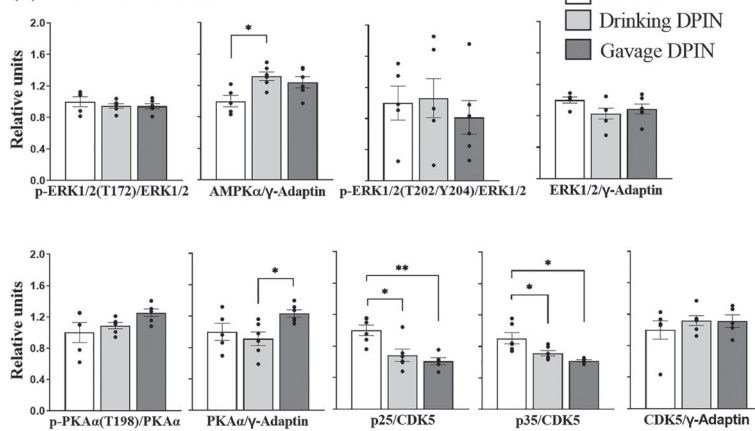 Drinking DPIN
Gavage DPIN
Relative units
2.0
1.6
1.2
0.8
0.4
0.0
*
p-ERK1/2(T172)/ERK1/2
AMPKα/γ-Adaptin
p-ERK1/2(T202/Y204)/ERK1/2
ERK1/2/γ-Adaptin
Relative units
2.0
1.6
1.2
0.8
0.4
0.0
*
*
**
*
*
p-PKAα(T198)/PKAα
PKAα/γ-Adaptin
p25/CDK5
p35/CDK5
CDK5/γ-Adaptin